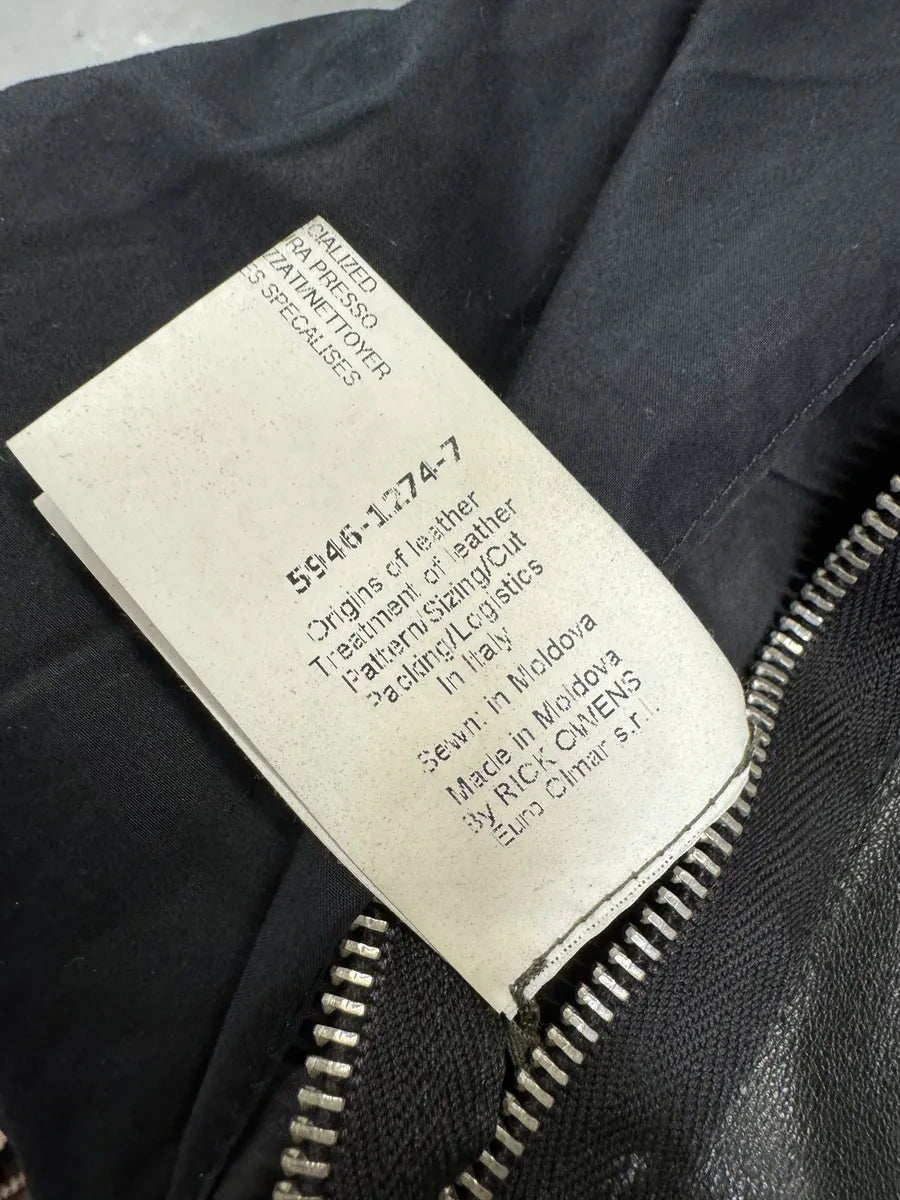 CIALIZED
RA PRESSO
ZZATI/NETTOYER
ES SPECALISES
5946-1274-7
Origins of leather
Treatment of leather
Pattern/Sizing/Cut
Packing/Logistics
In Italy
Sewn: in Moldova
Made in Moldova
By RICK OWENS
Euro Olmar s.r.l.